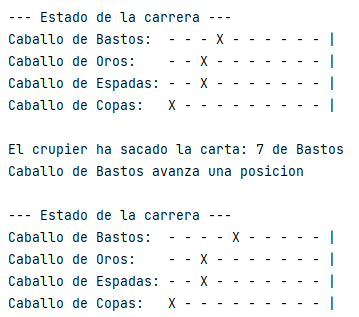 --- Estado de la carrera ---
Caballo de Bastos:  - - - X - - - - - - |
Caballo de Oros:    - - X - - - - - - - |
Caballo de Espadas: - - X - - - - - - - |
Caballo de Copas:   X - - - - - - - - - |

El crupier ha sacado la carta: 7 de Bastos
Caballo de Bastos avanza una posicion

--- Estado de la carrera ---
Caballo de Bastos:  - - - - X - - - - - |
Caballo de Oros:    - - X - - - - - - - |
Caballo de Espadas: - - X - - - - - - - |
Caballo de Copas:   X - - - - - - - - - |